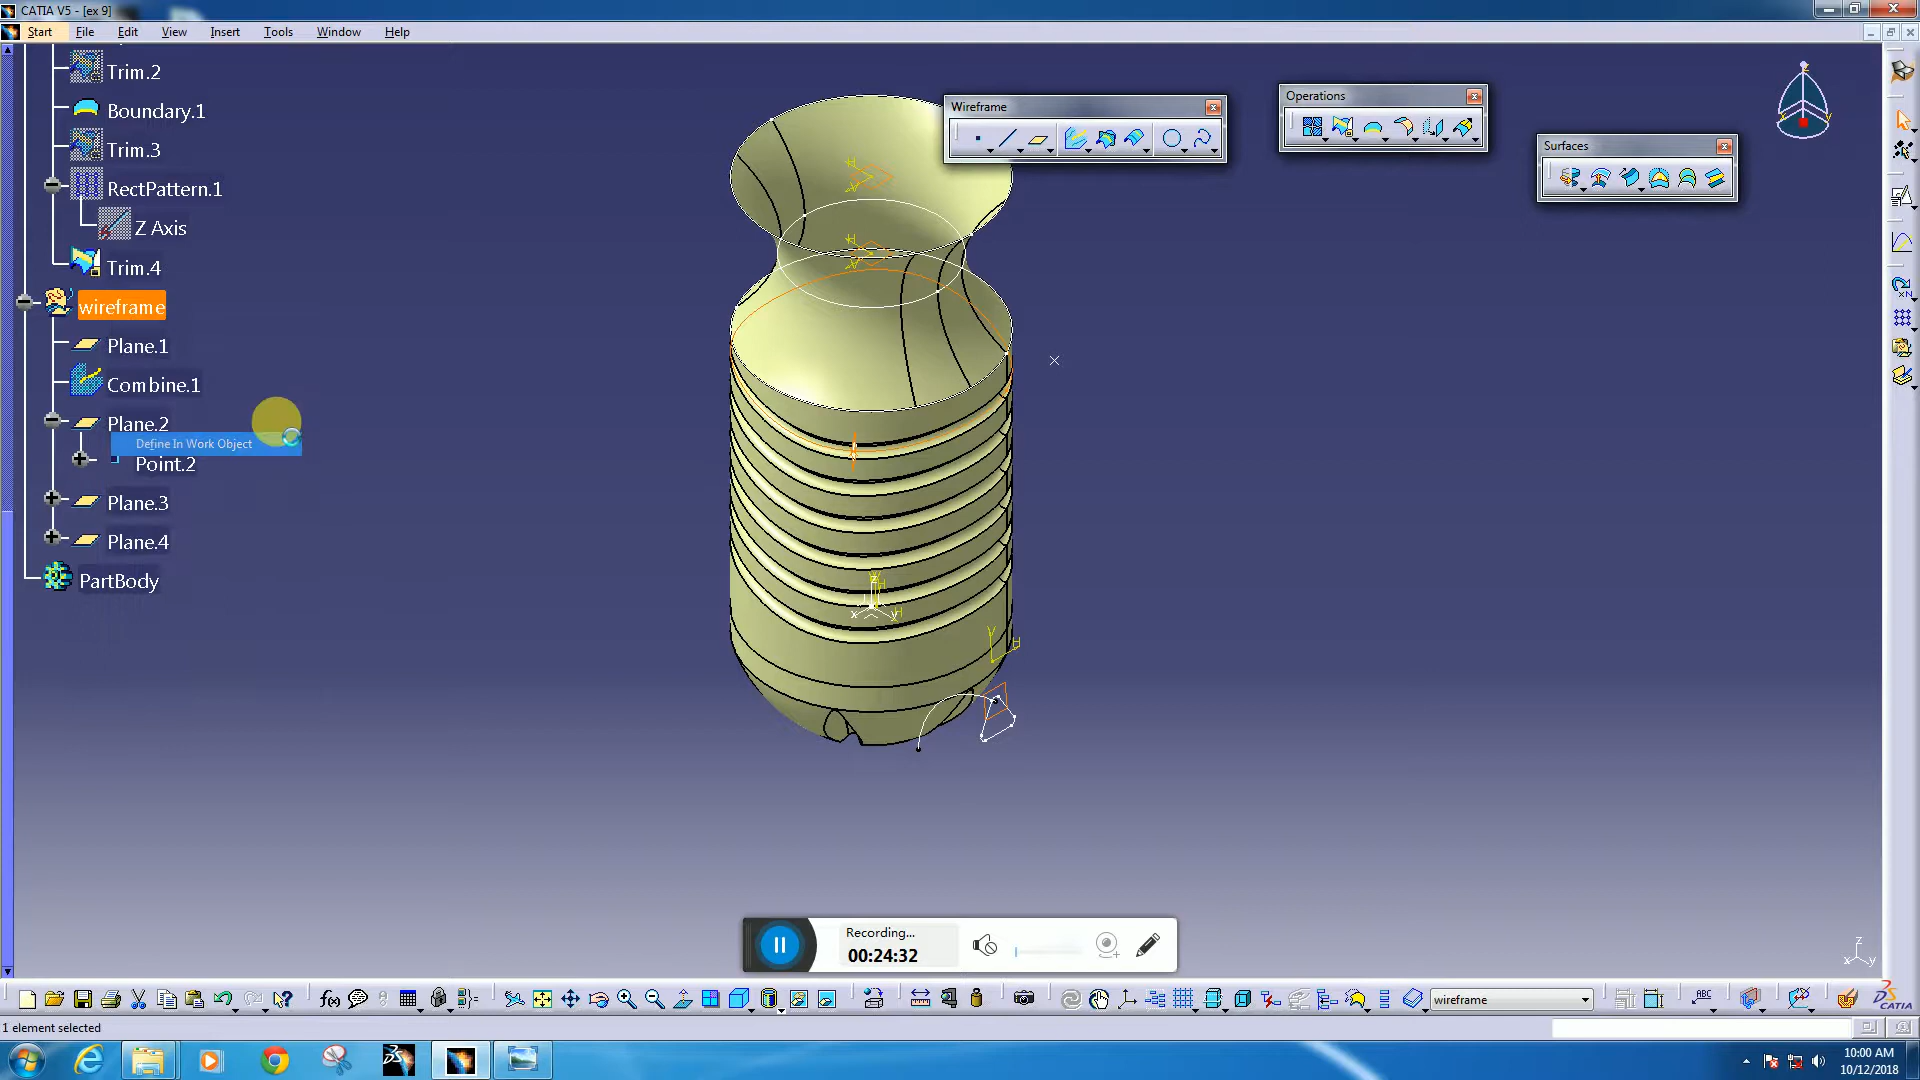 CATIA V5 - [ex 9]
Start File Edit View Insert Tools Window Help
Trim.2
Boundary.1
Trim.3
RectPattern.1
Z Axis
Trim.4
wireframe
Plane.1
Combine.1
Plane.2
Define In Work Object
Point.2
Plane.3
Plane.4
PartBody
Wireframe
Operations
Surfaces
Recording...
00:24:32
wireframe
1 element selected
10:00 AM
10/12/2018